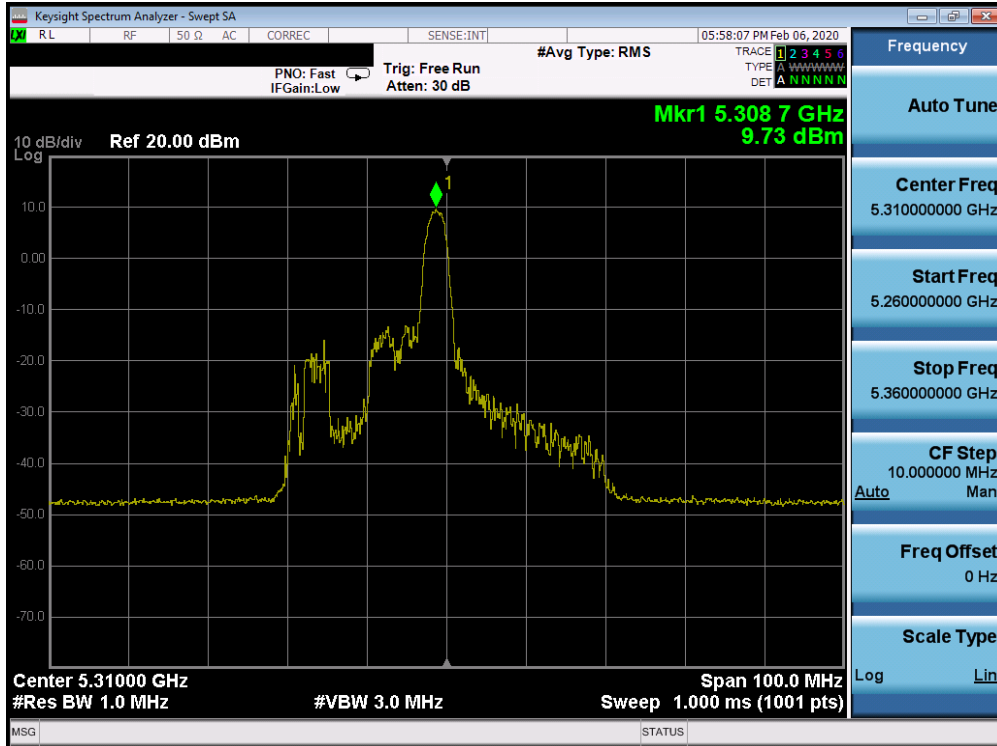 Keysight Spectrum Analyzer - Swept SA
LXI RL RF 50 Ω AC CORREC SENSE:INT 05:58:07 PM Feb 06, 2020
#Avg Type: RMS TRACE 1 2 3 4 5 6
PNO: Fast Trig: Free Run TYPE A WWWWW
IFGain:Low Atten: 30 dB DET A N N N N N
Mkr1 5.308 7 GHz
9.73 dBm
10 dB/div Ref 20.00 dBm
Log
1
10.0
0.00
-10.0
-20.0
-30.0
-40.0
-50.0
-60.0
-70.0
Center 5.31000 GHz Span 100.0 MHz
#Res BW 1.0 MHz #VBW 3.0 MHz Sweep 1.000 ms (1001 pts)
MSG STATUS
Frequency
Auto Tune
Center Freq
5.310000000 GHz
Start Freq
5.260000000 GHz
Stop Freq
5.360000000 GHz
CF Step
10.000000 MHz
Auto Man
Freq Offset
0 Hz
Scale Type
Log Lin